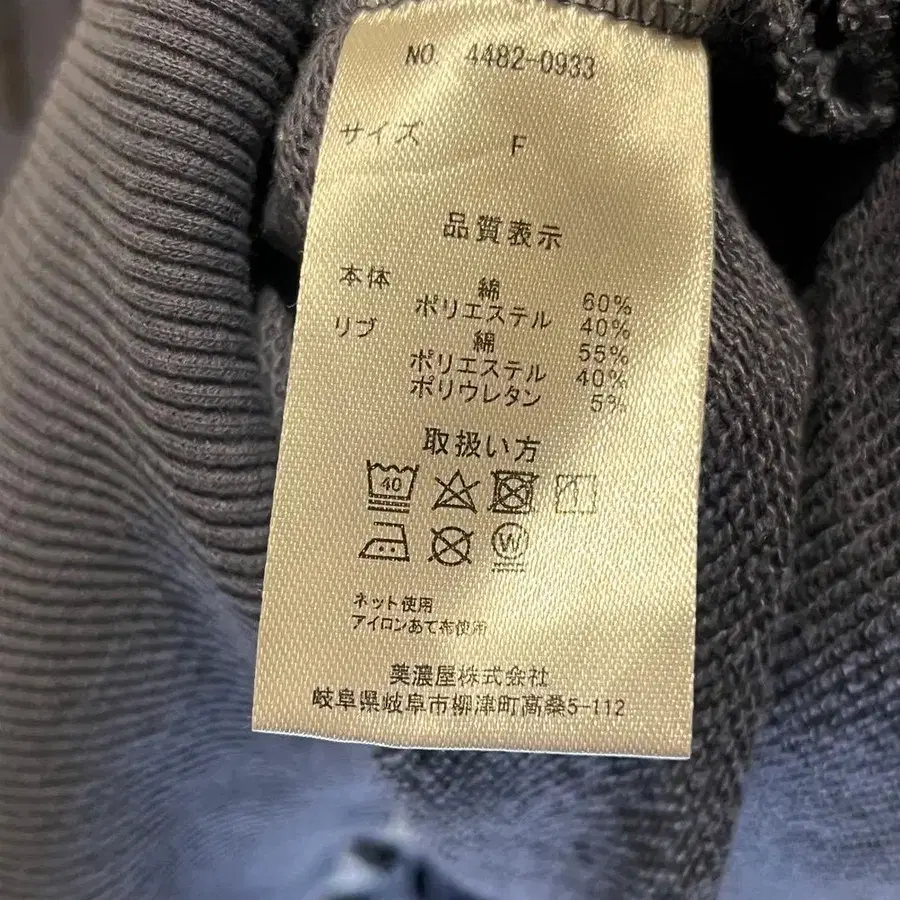 NO. 4482-0933
サイズ F
品質表示
本体 綿 60%
ポリエステル 40%
リブ 綿 55%
ポリエステル 40%
ポリウレタン 5%
取扱い方
40
W
ネット使用
アイロンあて布使用
美濃屋株式会社
岐阜県岐阜市柳津町高桑5-112